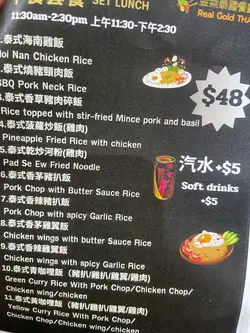 SET LUNCH
Real Gold THA
11:30am-2:30pm 上午11:30-下午2:30
.泰式海南雞飯
Hoi Nan Chicken Rice
.泰式燒豬頸肉飯
BBQ Pork Neck Rice
$48
.泰式香草豬肉碎飯
Rice topped with stir-fried Mince pork and basil
4.泰式菠蘿炒飯(雞肉)
Pineapple Fried Rice with chicken
5.泰式乾炒河粉(雞肉)
Pad Se Ew Fried Noodle
汽水 +$5
Soft drinks
+$5
6.泰式香茅豬扒飯
Pork Chop with Butter Sauce Rice
7.泰式香辣豬扒飯
Pork Chop with spicy Garlic Rice
8.泰式香茅雞翼飯
Chicken wings with butter Sauce Rice
9.泰式香辣雞翼飯
Chicken wings with spicy Garlic Rice
10.泰式青咖喱飯 (豬扒/雞扒/雞翼/雞肉)
Green Curry Rice With Pork Chop/Chicken Chop/
Chicken wing/chicken
11.泰式黃咖喱飯 (豬扒/雞扒/雞翼/雞肉)
Yellow Curry Rice With Pork Chop/
Chicken Chop/Chicken wing/chicken